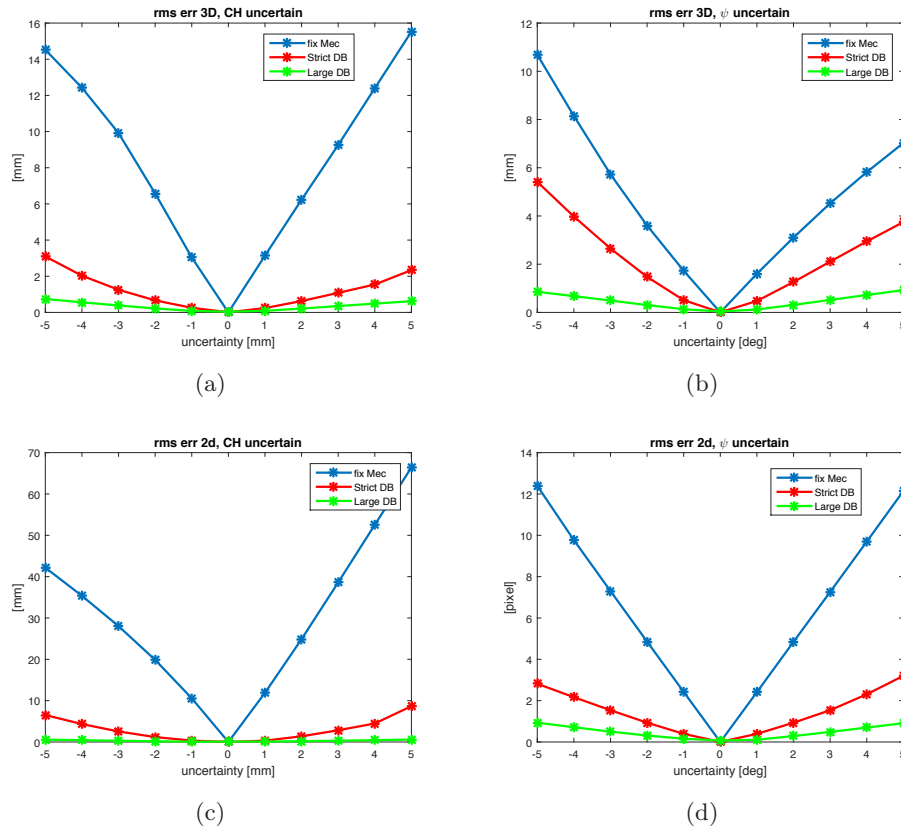 rms err 3D, CH uncertain
16
14
12
10
8
6
4
2
0
[mm]
fix Mec
Strict DB
Large DB
-5 -4 -3 -2 -1 0 1 2 3 4 5
uncertainty [mm]
(a)
rms err 3D, ψ uncertain
12
10
8
6
4
2
0
[mm]
fix Mec
Strict DB
Large DB
-5 -4 -3 -2 -1 0 1 2 3 4 5
uncertainty [deg]
(b)
rms err 2d, CH uncertain
70
60
50
40
30
20
10
0
[mm]
fix Mec
Strict DB
Large DB
-5 -4 -3 -2 -1 0 1 2 3 4 5
uncertainty [mm]
(c)
rms err 2d, ψ uncertain
14
12
10
8
6
4
2
0
[pixel]
fix Mec
Strict DB
Large DB
-5 -4 -3 -2 -1 0 1 2 3 4 5
uncertainty [deg]
(d)